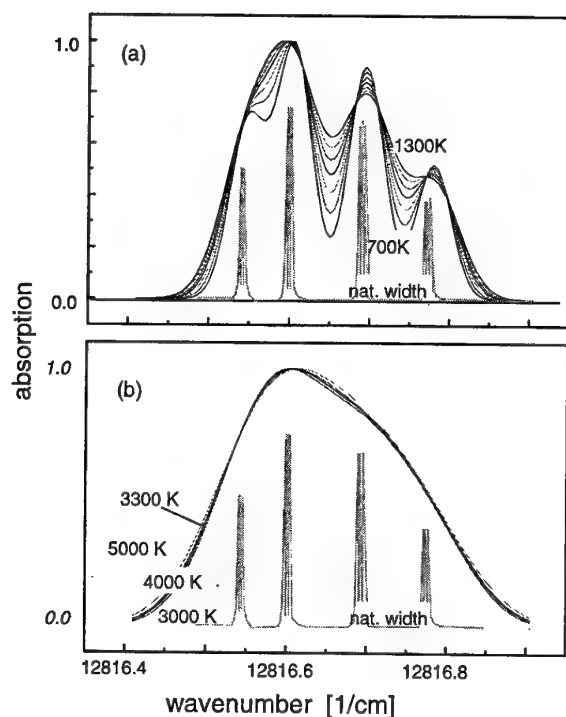 1.0
(a)
1300K
700K
0.0
nat. width
absorption
1.0
(b)
3300 K
5000 K
4000 K
3000 K
0.0
nat. width
12816.4
12816.6
12816.8
wavenumber [1/cm]